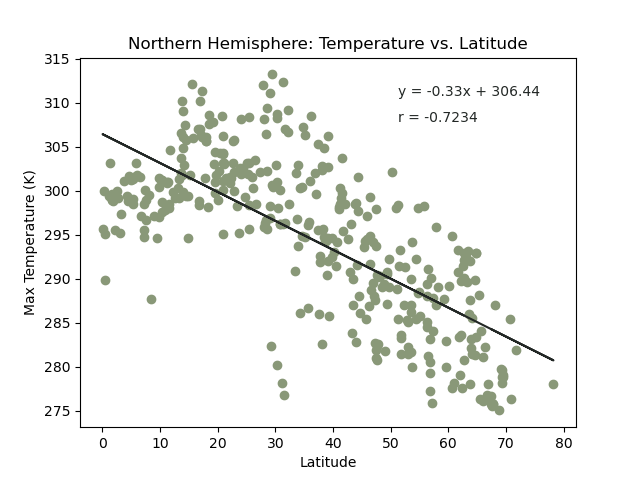 Northern Hemisphere: Temperature vs. Latitude
y = -0.33x + 306.44
r = -0.7234
Max Temperature (K)
315
310
305
300
295
290
285
280
275
0 10 20 30 40 50 60 70 80
Latitude